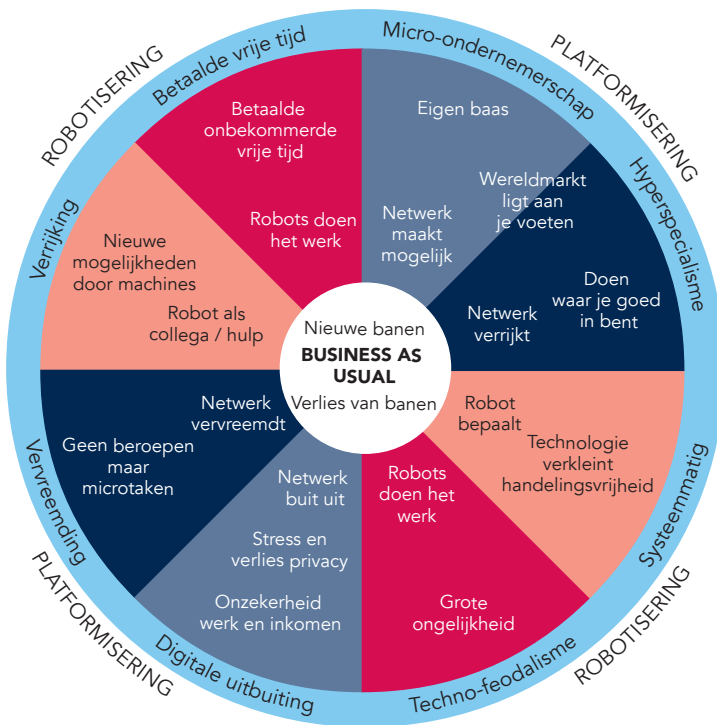 ROBOTISERING
Betaalde vrije tijd
Betaalde
onbekommerde
vrije tijd
Robots doen
het werk
Micro-ondernemerschap
Eigen baas
Netwerk
maakt
mogelijk
PLATFORMISERING
Hyperspecialisme
Wereldmarkt
ligt aan
je voeten
Doen
waar je goed
in bent
Netwerk
verrijkt
Systeemmatig
Robot
bepaalt
Technologie
verkleint
handelingsvrijheid
ROBOTISERING
Techno-feodalisme
Robots
doen het
werk
Grote
ongelijkheid
Digitale uitbuiting
Netwerk
buit uit
Stress en
verlies privacy
Onzekerheid
werk en inkomen
PLATFORMISERING
Vervreemding
Netwerk
vervreemdt
Geen beroepen
maar
microtaken
Verrijking
Nieuwe
mogelijkheden
door machines
Robot als
collega / hulp
Nieuwe banen
BUSINESS AS
USUAL
Verlies van banen